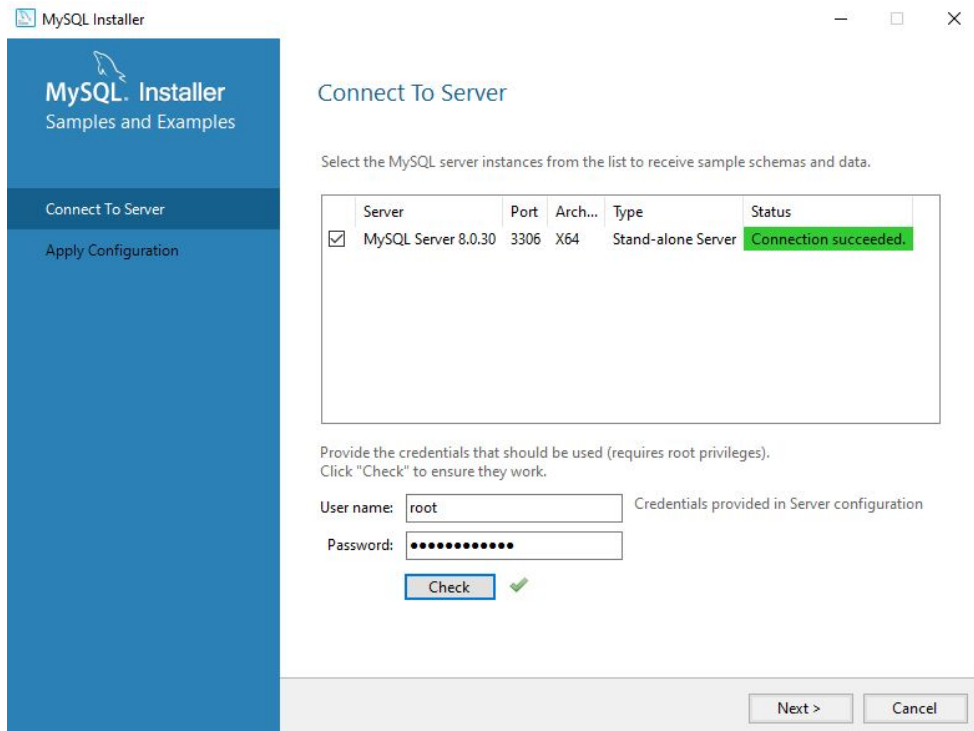 MySQL Installer
MySQL. Installer
Samples and Examples
Connect To Server
Apply Configuration
Connect To Server
Select the MySQL server instances from the list to receive sample schemas and data.
Server Port Arch... Type Status
MySQL Server 8.0.30 3306 X64 Stand-alone Server Connection succeeded.
Provide the credentials that should be used (requires root privileges).
Click "Check" to ensure they work.
User name: root Credentials provided in Server configuration
Password: ●●●●●●●●●●●●
Check
Next > Cancel